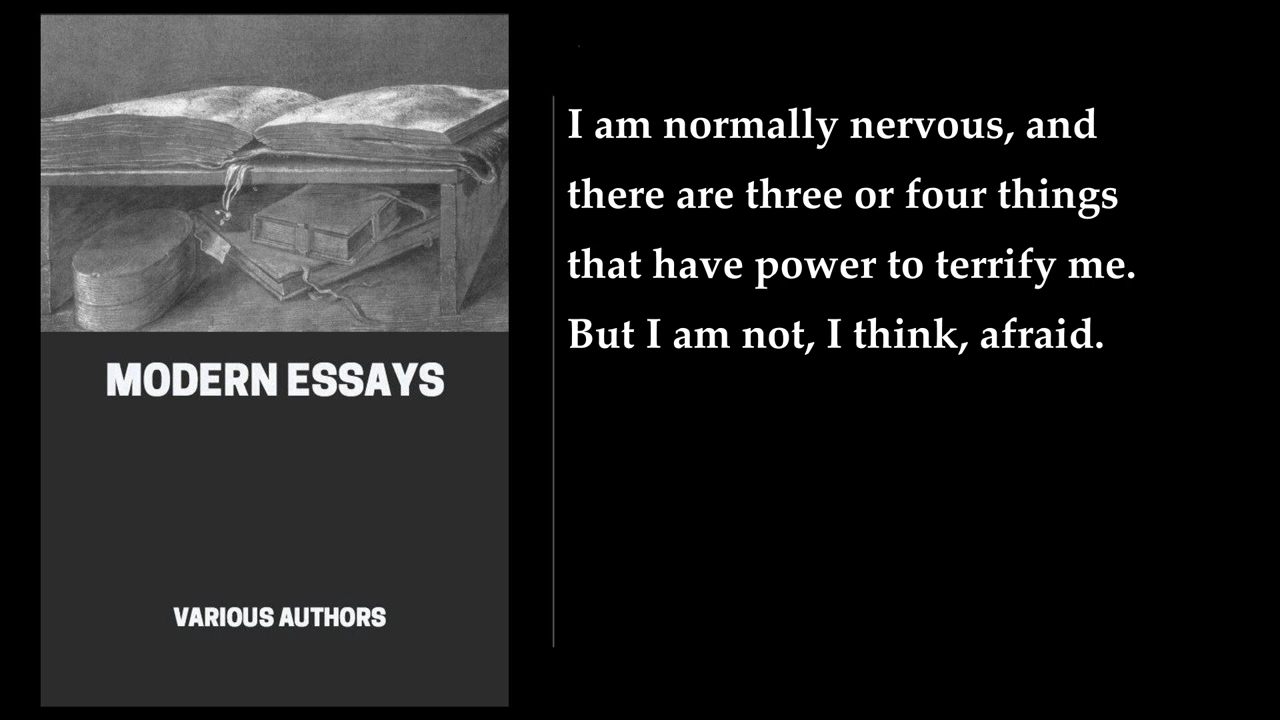 MODERN ESSAYS
VARIOUS AUTHORS
I am normally nervous, and
there are three or four things
that have power to terrify me.
But I am not, I think, afraid.